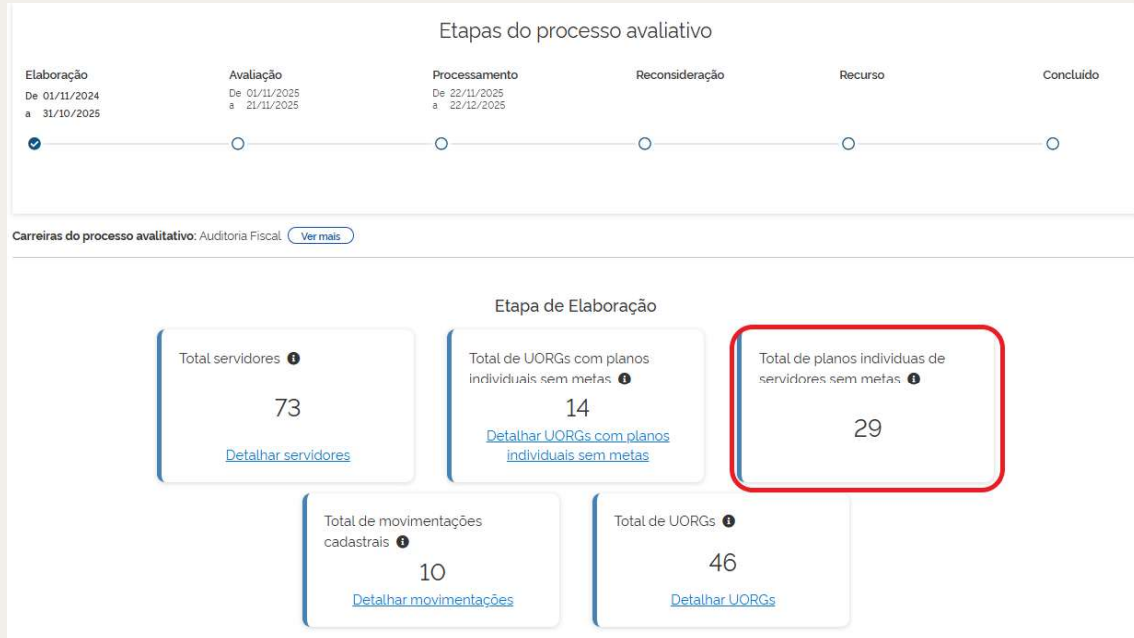 Etapas do processo avaliativo
Elaboração
De 01/11/2024
a 31/10/2025
Avaliação
De 01/11/2025
a 21/11/2025
Processamento
De 22/11/2025
a 22/12/2025
Reconsideração
Recurso
Concluído
Carreiras do processo avalitativo: Auditoria Fiscal Ver mais
Etapa de Elaboração
Total servidores
73
Detalhar servidores
Total de UORGs com planos
individuais sem metas
14
Detalhar UORGs com planos
individuais sem metas
Total de planos individuas de
servidores sem metas
29
Total de movimentações
cadastrais
10
Detalhar movimentações
Total de UORGs
46
Detalhar UORGs